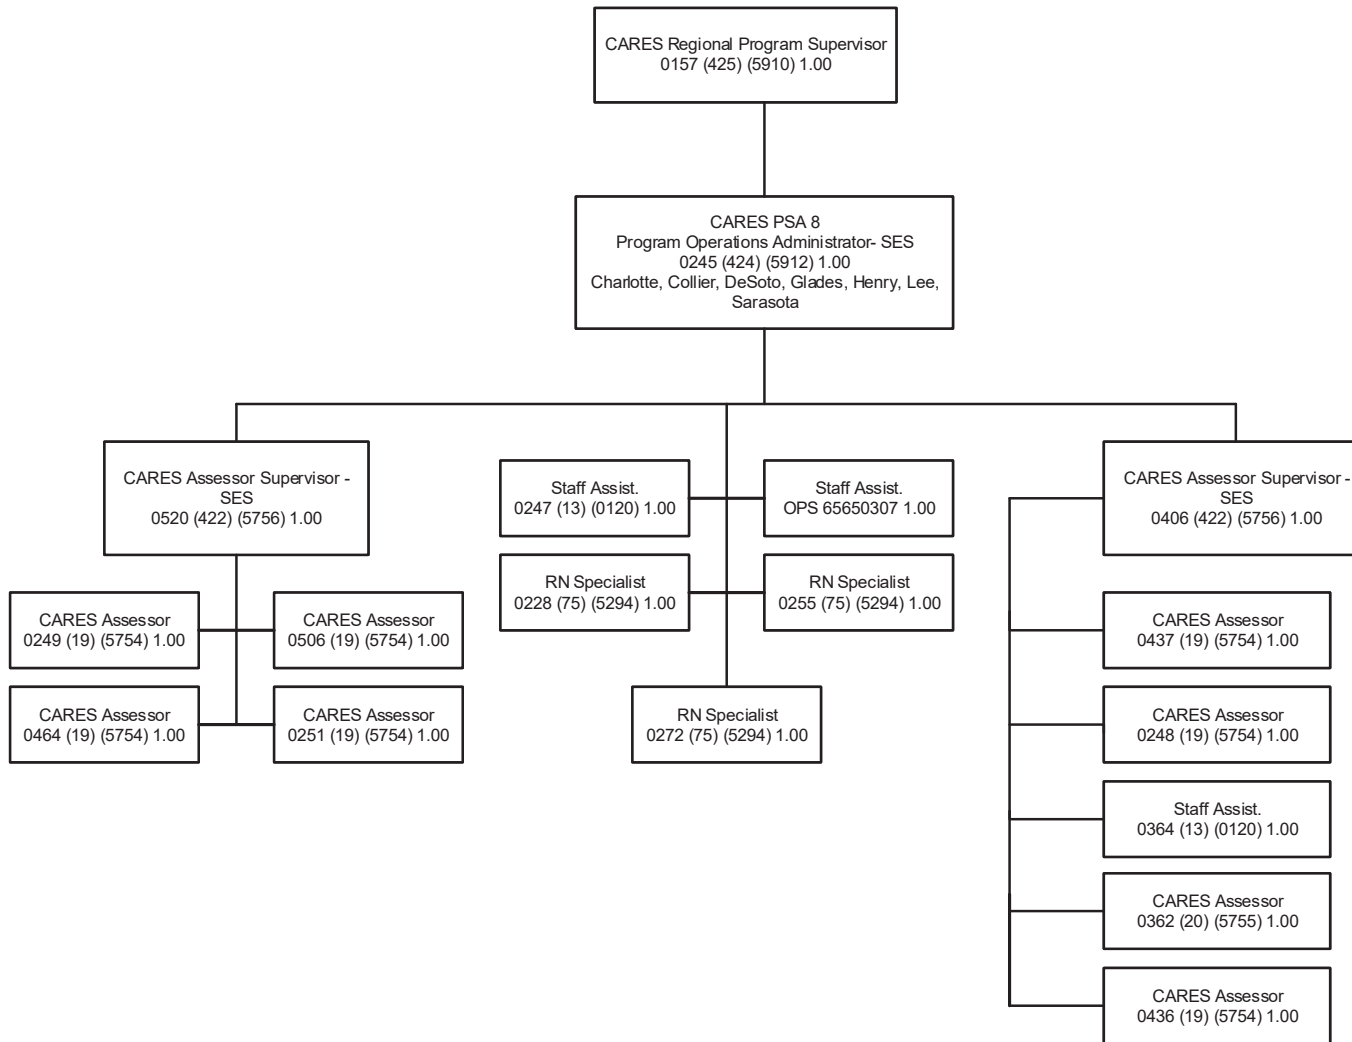 CARES Regional Program Supervisor
0157 (425) (5910) 1.00
CARES PSA 8
Program Operations Administrator- SES
0245 (424) (5912) 1.00
Charlotte, Collier, DeSoto, Glades, Henry, Lee,
Sarasota
CARES Assessor Supervisor -
SES
0520 (422) (5756) 1.00
CARES Assessor
0249 (19) (5754) 1.00
CARES Assessor
0506 (19) (5754) 1.00
CARES Assessor
0464 (19) (5754) 1.00
CARES Assessor
0251 (19) (5754) 1.00
Staff Assist.
0247 (13) (0120) 1.00
Staff Assist.
OPS 65650307 1.00
RN Specialist
0228 (75) (5294) 1.00
RN Specialist
0255 (75) (5294) 1.00
RN Specialist
0272 (75) (5294) 1.00
CARES Assessor Supervisor -
SES
0406 (422) (5756) 1.00
CARES Assessor
0437 (19) (5754) 1.00
CARES Assessor
0248 (19) (5754) 1.00
Staff Assist.
0364 (13) (0120) 1.00
CARES Assessor
0362 (20) (5755) 1.00
CARES Assessor
0436 (19) (5754) 1.00